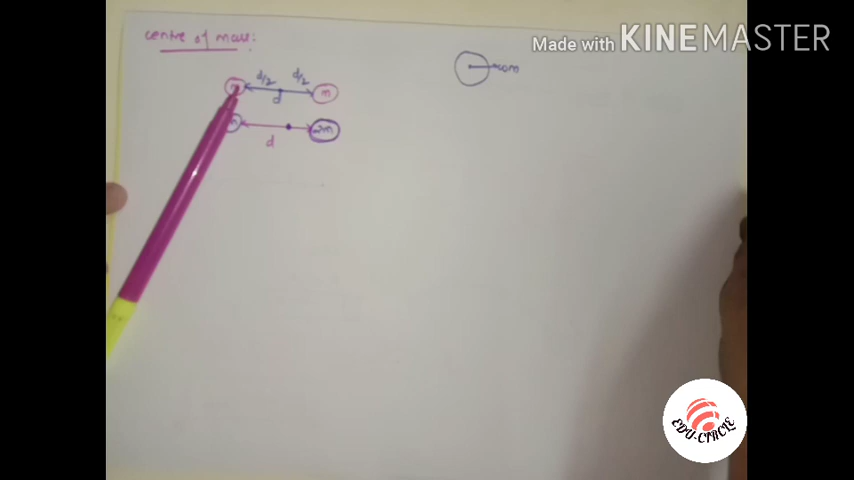 centre of mass:
Made with KINEMASTER
d/2 d/2
m m
d
com
2m
d
EDU-CIRCLE